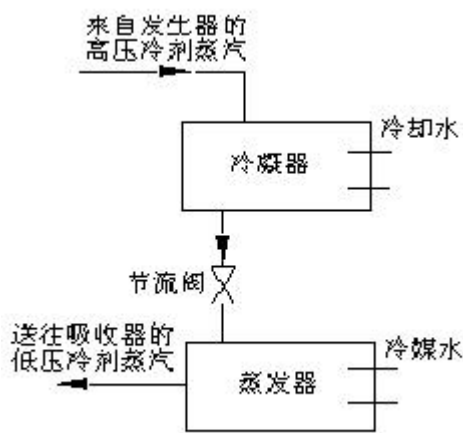 来自发生器的
高压冷剂蒸汽
冷却水
冷凝器
节流阀
送往吸收器的
低压冷剂蒸汽
冷媒水
蒸发器